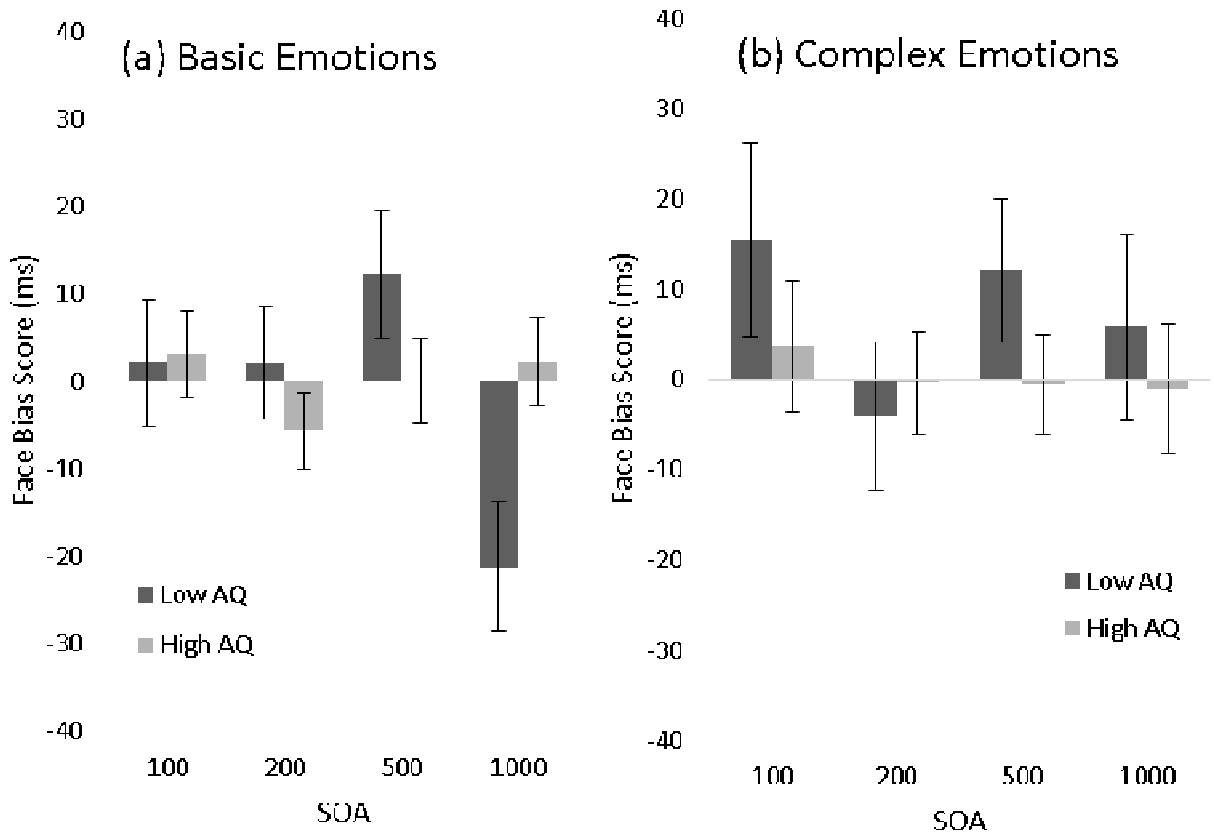 (a) Basic Emotions
Face Bias Score (ms)
40
30
20
10
0
-10
-20
-30
-40
Low AQ
High AQ
100 200 500 1000
SOA
(b) Complex Emotions
Face Bias Score (ms)
40
30
20
10
0
-10
-20
-30
-40
Low AQ
High AQ
100 200 500 1000
SOA